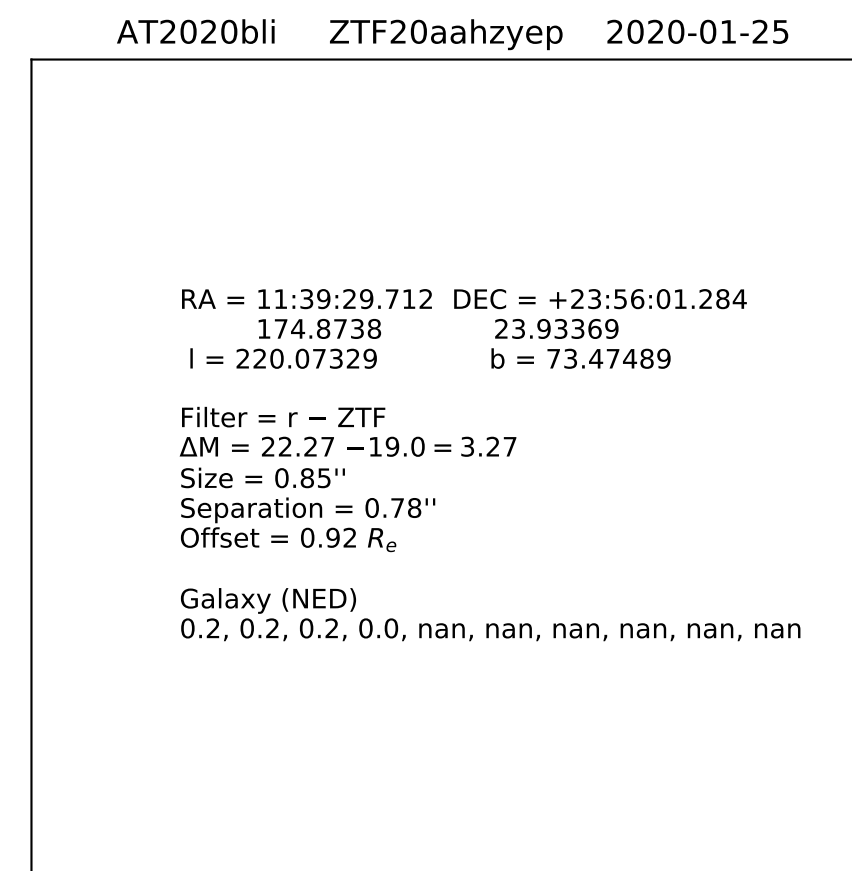 AT2020bli ZTF20aahzyep 2020-01-25
RA = 11:39:29.712 DEC = +23:56:01.284
174.8738 23.93369
l = 220.07329 b = 73.47489
Filter = r − ZTF
ΔM = 22.27 −19.0 = 3.27
Size = 0.85''
Separation = 0.78''
Offset = 0.92 Rₑ
Galaxy (NED)
0.2, 0.2, 0.2, 0.0, nan, nan, nan, nan, nan, nan